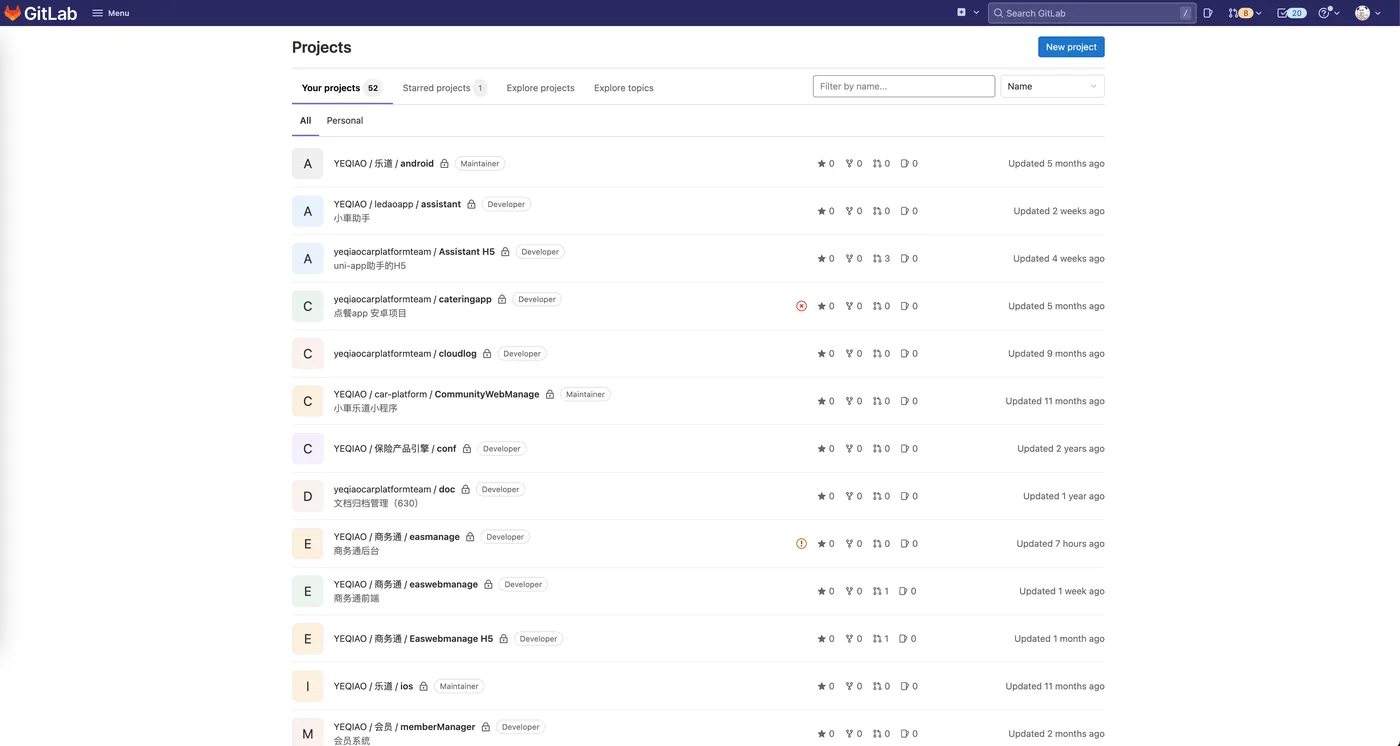 GitLab Menu Search GitLab / 8 20
Projects New project
Your projects 52 Starred projects 1 Explore projects Explore topics Filter by name... Name
All Personal
A YEQIAO / 乐道 / android Maintainer 0 0 0 0 Updated 5 months ago
YEQIAO / ledaoapp / assistant Developer
A 0 0 0 0 Updated 2 weeks ago
小車助手
yeqiaocarplatformteam / Assistant H5 Developer
A 0 0 3 0 Updated 4 weeks ago
uni-app助手的H5
yeqiaocarplatformteam / cateringapp Developer
C 0 0 0 0 Updated 5 months ago
点餐app 安卓项目
C yeqiaocarplatformteam / cloudlog Developer 0 0 0 0 Updated 9 months ago
YEQIAO / car-platform / CommunityWebManage Maintainer
C 0 0 0 0 Updated 11 months ago
小車乐道小程序
C YEQIAO / 保险产品引擎 / conf Developer 0 0 0 0 Updated 2 years ago
yeqiaocarplatformteam / doc Developer
D 0 0 0 0 Updated 1 year ago
文档归档管理（630）
YEQIAO / 商务通 / easmanage Developer
E 0 0 0 0 Updated 7 hours ago
商务通后台
YEQIAO / 商务通 / easwebmanage Developer
E 0 0 1 0 Updated 1 week ago
商务通前端
E YEQIAO / 商务通 / Easwebmanage H5 Developer 0 0 1 0 Updated 1 month ago
I YEQIAO / 乐道 / ios Maintainer 0 0 0 0 Updated 11 months ago
YEQIAO / 会员 / memberManager Developer
M 0 0 0 0 Updated 2 months ago
会员系统